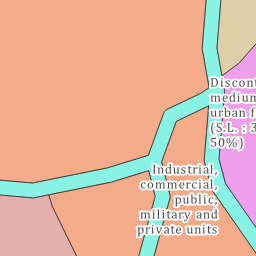 Discont
medium
urban f
(S.L. : 3
50%)
Industrial,
commercial,
public,
military and
private units